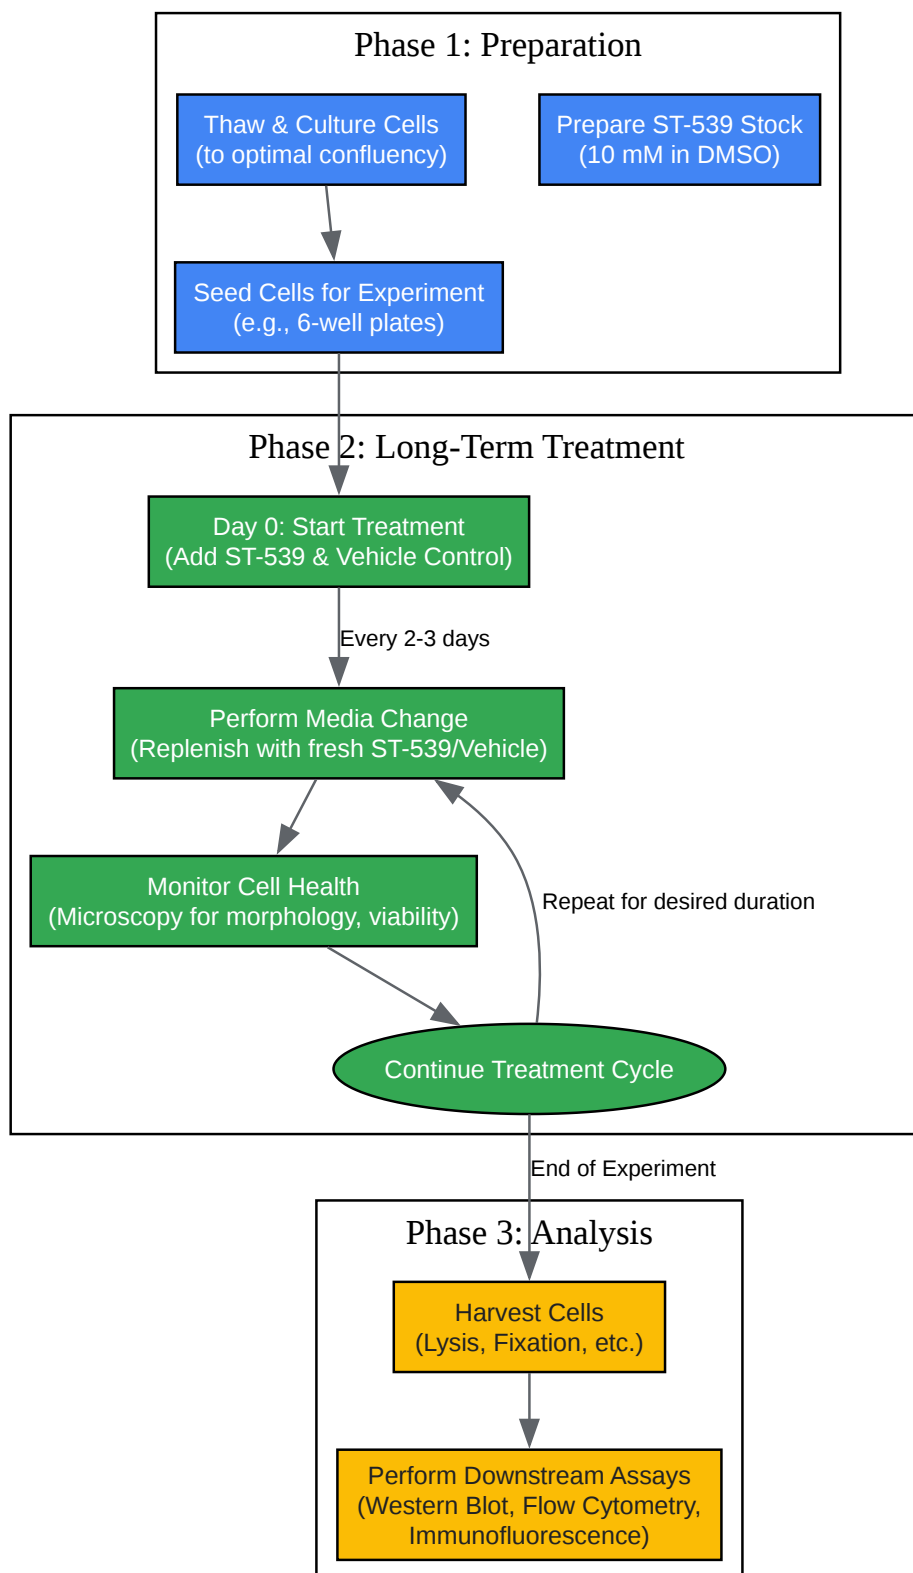 Phase 1: Preparation
Thaw & Culture Cells
(to optimal confluency)
Prepare ST-539 Stock
(10 mM in DMSO)
Seed Cells for Experiment
(e.g., 6-well plates)
Phase 2: Long-Term Treatment
Day 0: Start Treatment
(Add ST-539 & Vehicle Control)
Every 2-3 days
Perform Media Change
(Replenish with fresh ST-539/Vehicle)
Monitor Cell Health
(Microscopy for morphology, viability)
Repeat for desired duration
Continue Treatment Cycle
End of Experiment
Phase 3: Analysis
Harvest Cells
(Lysis, Fixation, etc.)
Perform Downstream Assays
(Western Blot, Flow Cytometry,
Immunofluorescence)